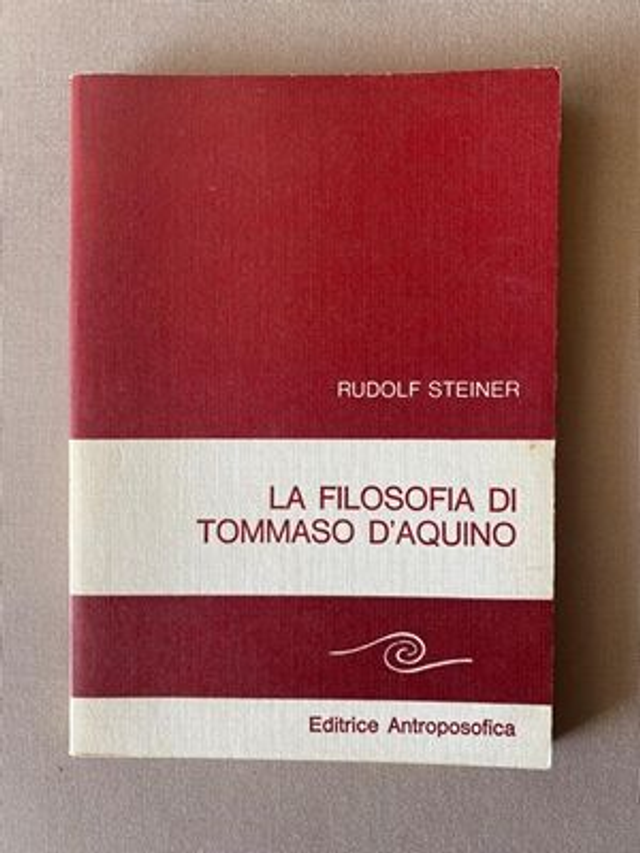 RUDOLF STEINER
LA FILOSOFIA DI
TOMMASO D'AQUINO
Editrice Antroposofica